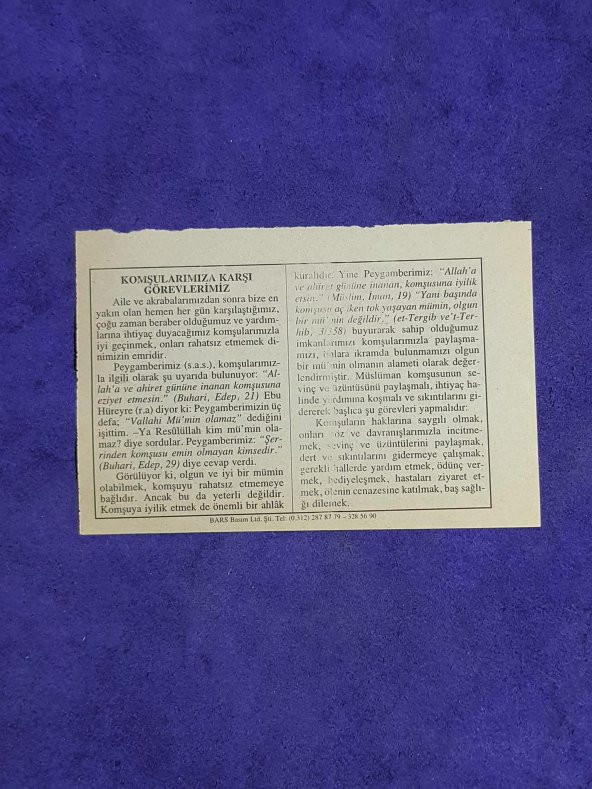 KOMŞULARIMIZA KARŞI
GÖREVLERİMİZ
Aile ve akrabalarımızdan sonra bize en
yakın olan hemen her gün karşılaştığımız,
çoğu zaman beraber olduğumuz ve yardım-
larına ihtiyaç duyacağımız komşularımızla
iyi geçinmek, onları rahatsız etmemek di-
nimizin emridir.
Peygamberimiz (s.a.s.), komşularımız-
la ilgili olarak şu uyarıda bulunuyor: “Al-
lah’a ve ahiret gününe inanan komşusuna
eziyet etmesin.” (Buhari, Edep, 21) Ebu
Hüreyre (r.a) diyor ki: Peygamberimizin üç
defa; “Vallahi Mü’min olamaz” dediğini
işittim. –Ya Resûlüllah kim mü’min ola-
maz? diye sordular. Peygamberimiz: “Şer-
rinden komşusu emin olmayan kimsedir.”
(Buhari, Edep, 29) diye cevap verdi.
Görülüyor ki, olgun ve iyi bir mümin
olabilmek, komşuyu rahatsız etmemeye
bağlıdır. Ancak bu da yeterli değildir.
Komşuya iyilik etmek de önemli bir ahlâk
kuralıdır. Yine Peygamberimiz: “Allah’a
ve ahiret gününe inanan, komşusuna iyilik
etsin.” (Müslim, İman, 19) “Yanı başında
komşusu aç iken tok yaşayan mümin, olgun
bir mü’min değildir.” (et-Tergib ve’t-Ter-
hib, 3/358) buyurarak sahip olduğumuz
imkanlarımızı komşularımızla paylaşma-
mızı, onlara ikramda bulunmamızı olgun
bir mü’min olmanın alameti olarak değer-
lendirmiştir. Müslüman komşusunun se-
vinç ve üzüntüsünü paylaşmalı, ihtiyaç ha-
linde yardımına koşmalı ve sıkıntılarını gi-
dererek başlıca şu görevleri yapmalıdır:
Komşuların haklarına saygılı olmak,
onları söz ve davranışlarımızla incitme-
mek, sevinç ve üzüntülerini paylaşmak,
dert ve sıkıntılarını gidermeye çalışmak,
gerekli hallerde yardım etmek, ödünç ver-
mek, hediyeleşmek, hastaları ziyaret et-
mek, ölenin cenazesine katılmak, baş sağlı-
ğı dilemek.
BARS Basım Ltd. Şti. Tel: (0.312) 287 87 79 – 328 56 90